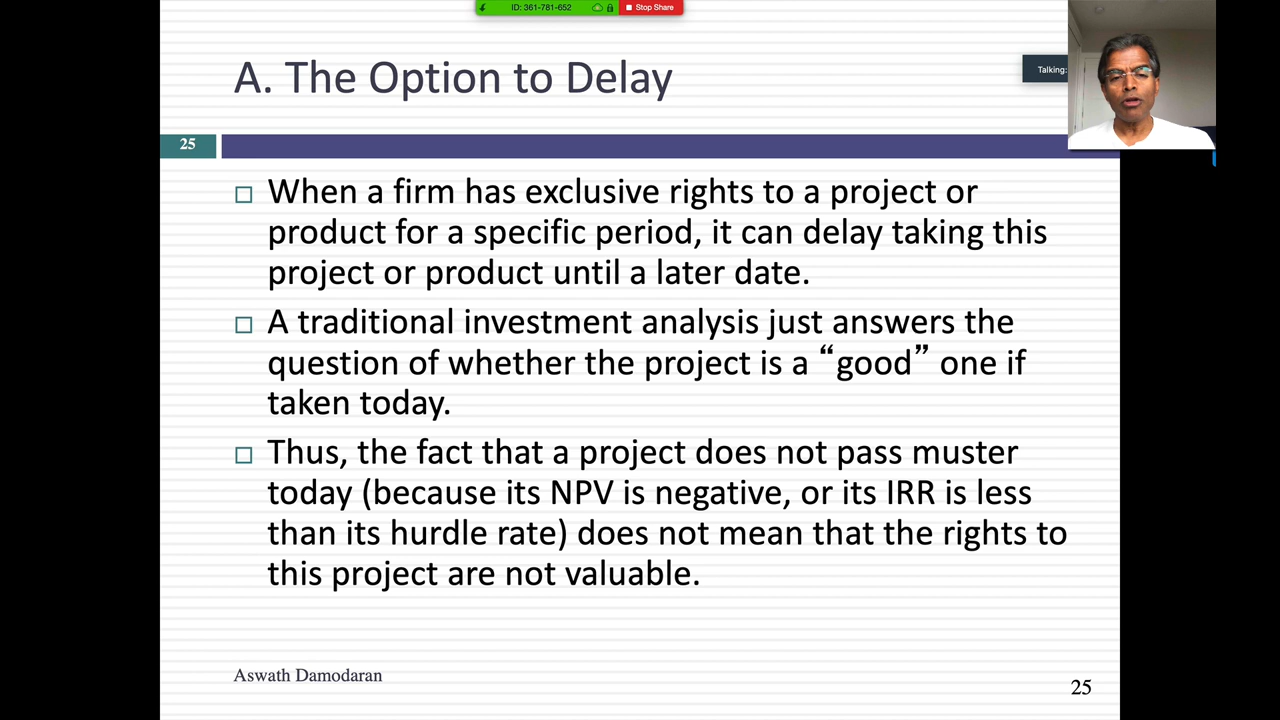 ID: 361-781-652
Stop Share
A. The Option to Delay
Talking:
25
When a firm has exclusive rights to a project or
product for a specific period, it can delay taking this
project or product until a later date.
A traditional investment analysis just answers the
question of whether the project is a “good” one if
taken today.
Thus, the fact that a project does not pass muster
today (because its NPV is negative, or its IRR is less
than its hurdle rate) does not mean that the rights to
this project are not valuable.
Aswath Damodaran
25